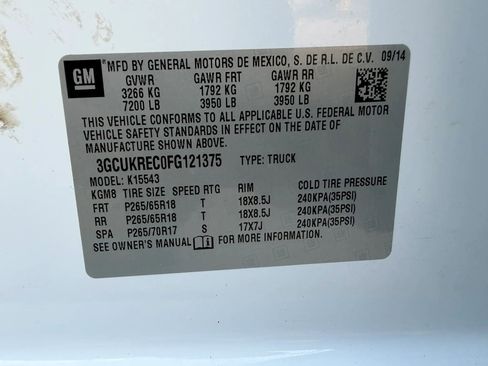 GM
MFD BY GENERAL MOTORS DE MEXICO, S. DE R.L. DE C.V. 09/14
GVWR GAWR FRT GAWR RR
3266 KG 1792 KG 1792 KG
7200 LB 3950 LB 3950 LB
THIS VEHICLE CONFORMS TO ALL APPLICABLE U.S. FEDERAL MOTOR
VEHICLE SAFETY STANDARDS IN EFFECT ON THE DATE OF
MANUFACTURE SHOWN ABOVE.
3GCUKREC0FG121375 TYPE: TRUCK
MODEL: K15543
KGM8 TIRE SIZE SPEED RTG RIM COLD TIRE PRESSURE
FRT P265/65R18 T 18X8.5J 240KPA(35PSI)
RR P265/65R18 T 18X8.5J 240KPA(35PSI)
SPA P265/70R17 S 17X7J 240KPA(35PSI)
SEE OWNER'S MANUAL FOR MORE INFORMATION.